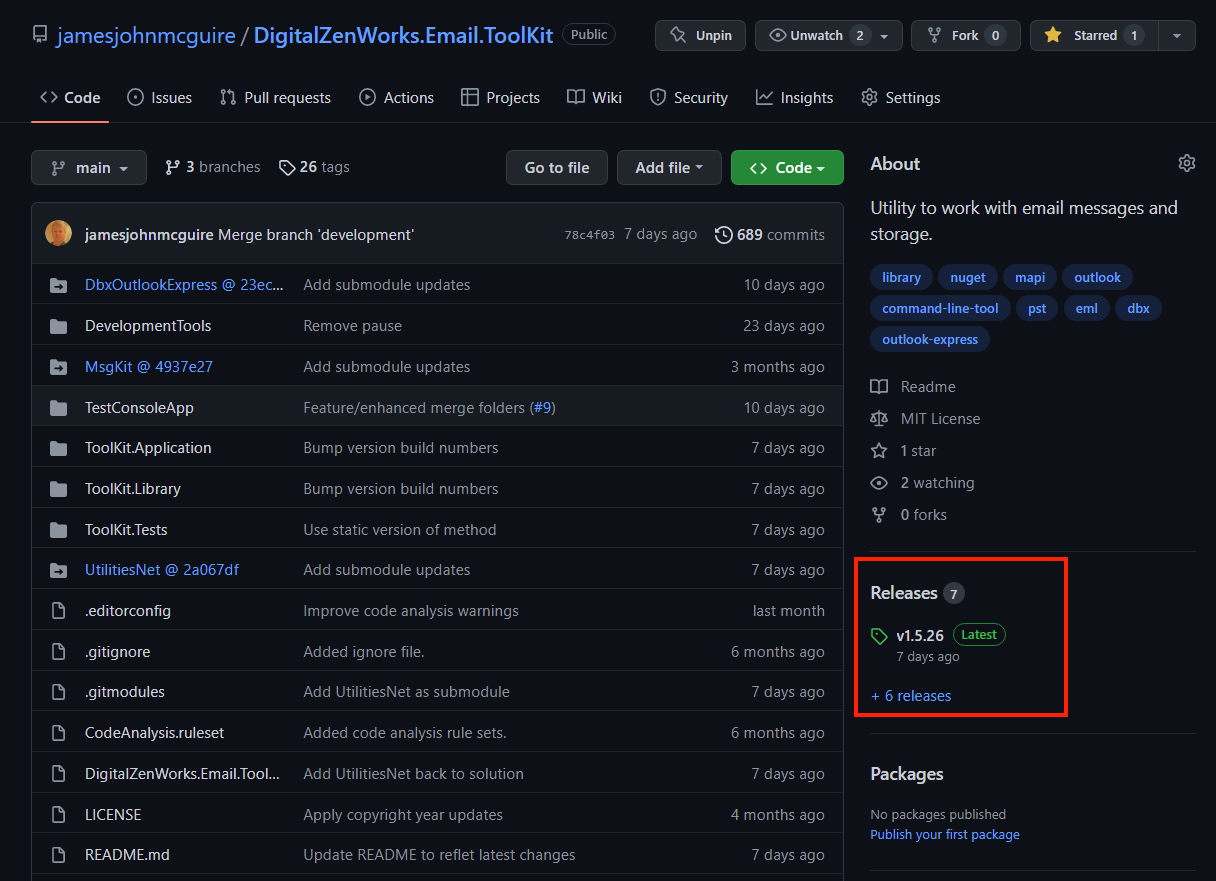 jamesjohnmcguire / DigitalZenWorks.Email.ToolKit Public
Unpin Unwatch 2 Fork 0 Starred 1
Code Issues Pull requests Actions Projects Wiki Security Insights Settings
main 3 branches 26 tags Go to file Add file Code
jamesjohnmcguire Merge branch 'development' 78c4f03 7 days ago 689 commits
DbxOutlookExpress @ 23ec... Add submodule updates 10 days ago
DevelopmentTools Remove pause 23 days ago
MsgKit @ 4937e27 Add submodule updates 3 months ago
TestConsoleApp Feature/enhanced merge folders (#9) 10 days ago
ToolKit.Application Bump version build numbers 7 days ago
ToolKit.Library Bump version build numbers 7 days ago
ToolKit.Tests Use static version of method 7 days ago
UtilitiesNet @ 2a067df Add submodule updates 7 days ago
.editorconfig Improve code analysis warnings last month
.gitignore Added ignore file. 6 months ago
.gitmodules Add UtilitiesNet as submodule 7 days ago
CodeAnalysis.ruleset Added code analysis rule sets. 6 months ago
DigitalZenWorks.Email.Tool... Add UtilitiesNet back to solution 7 days ago
LICENSE Apply copyright year updates 4 months ago
README.md Update README to reflet latest changes 7 days ago
About
Utility to work with email messages and
storage.
library nuget mapi outlook
command-line-tool pst eml dbx
outlook-express
Readme
MIT License
1 star
2 watching
0 forks
Releases 7
v1.5.26 Latest
7 days ago
+ 6 releases
Packages
No packages published
Publish your first package